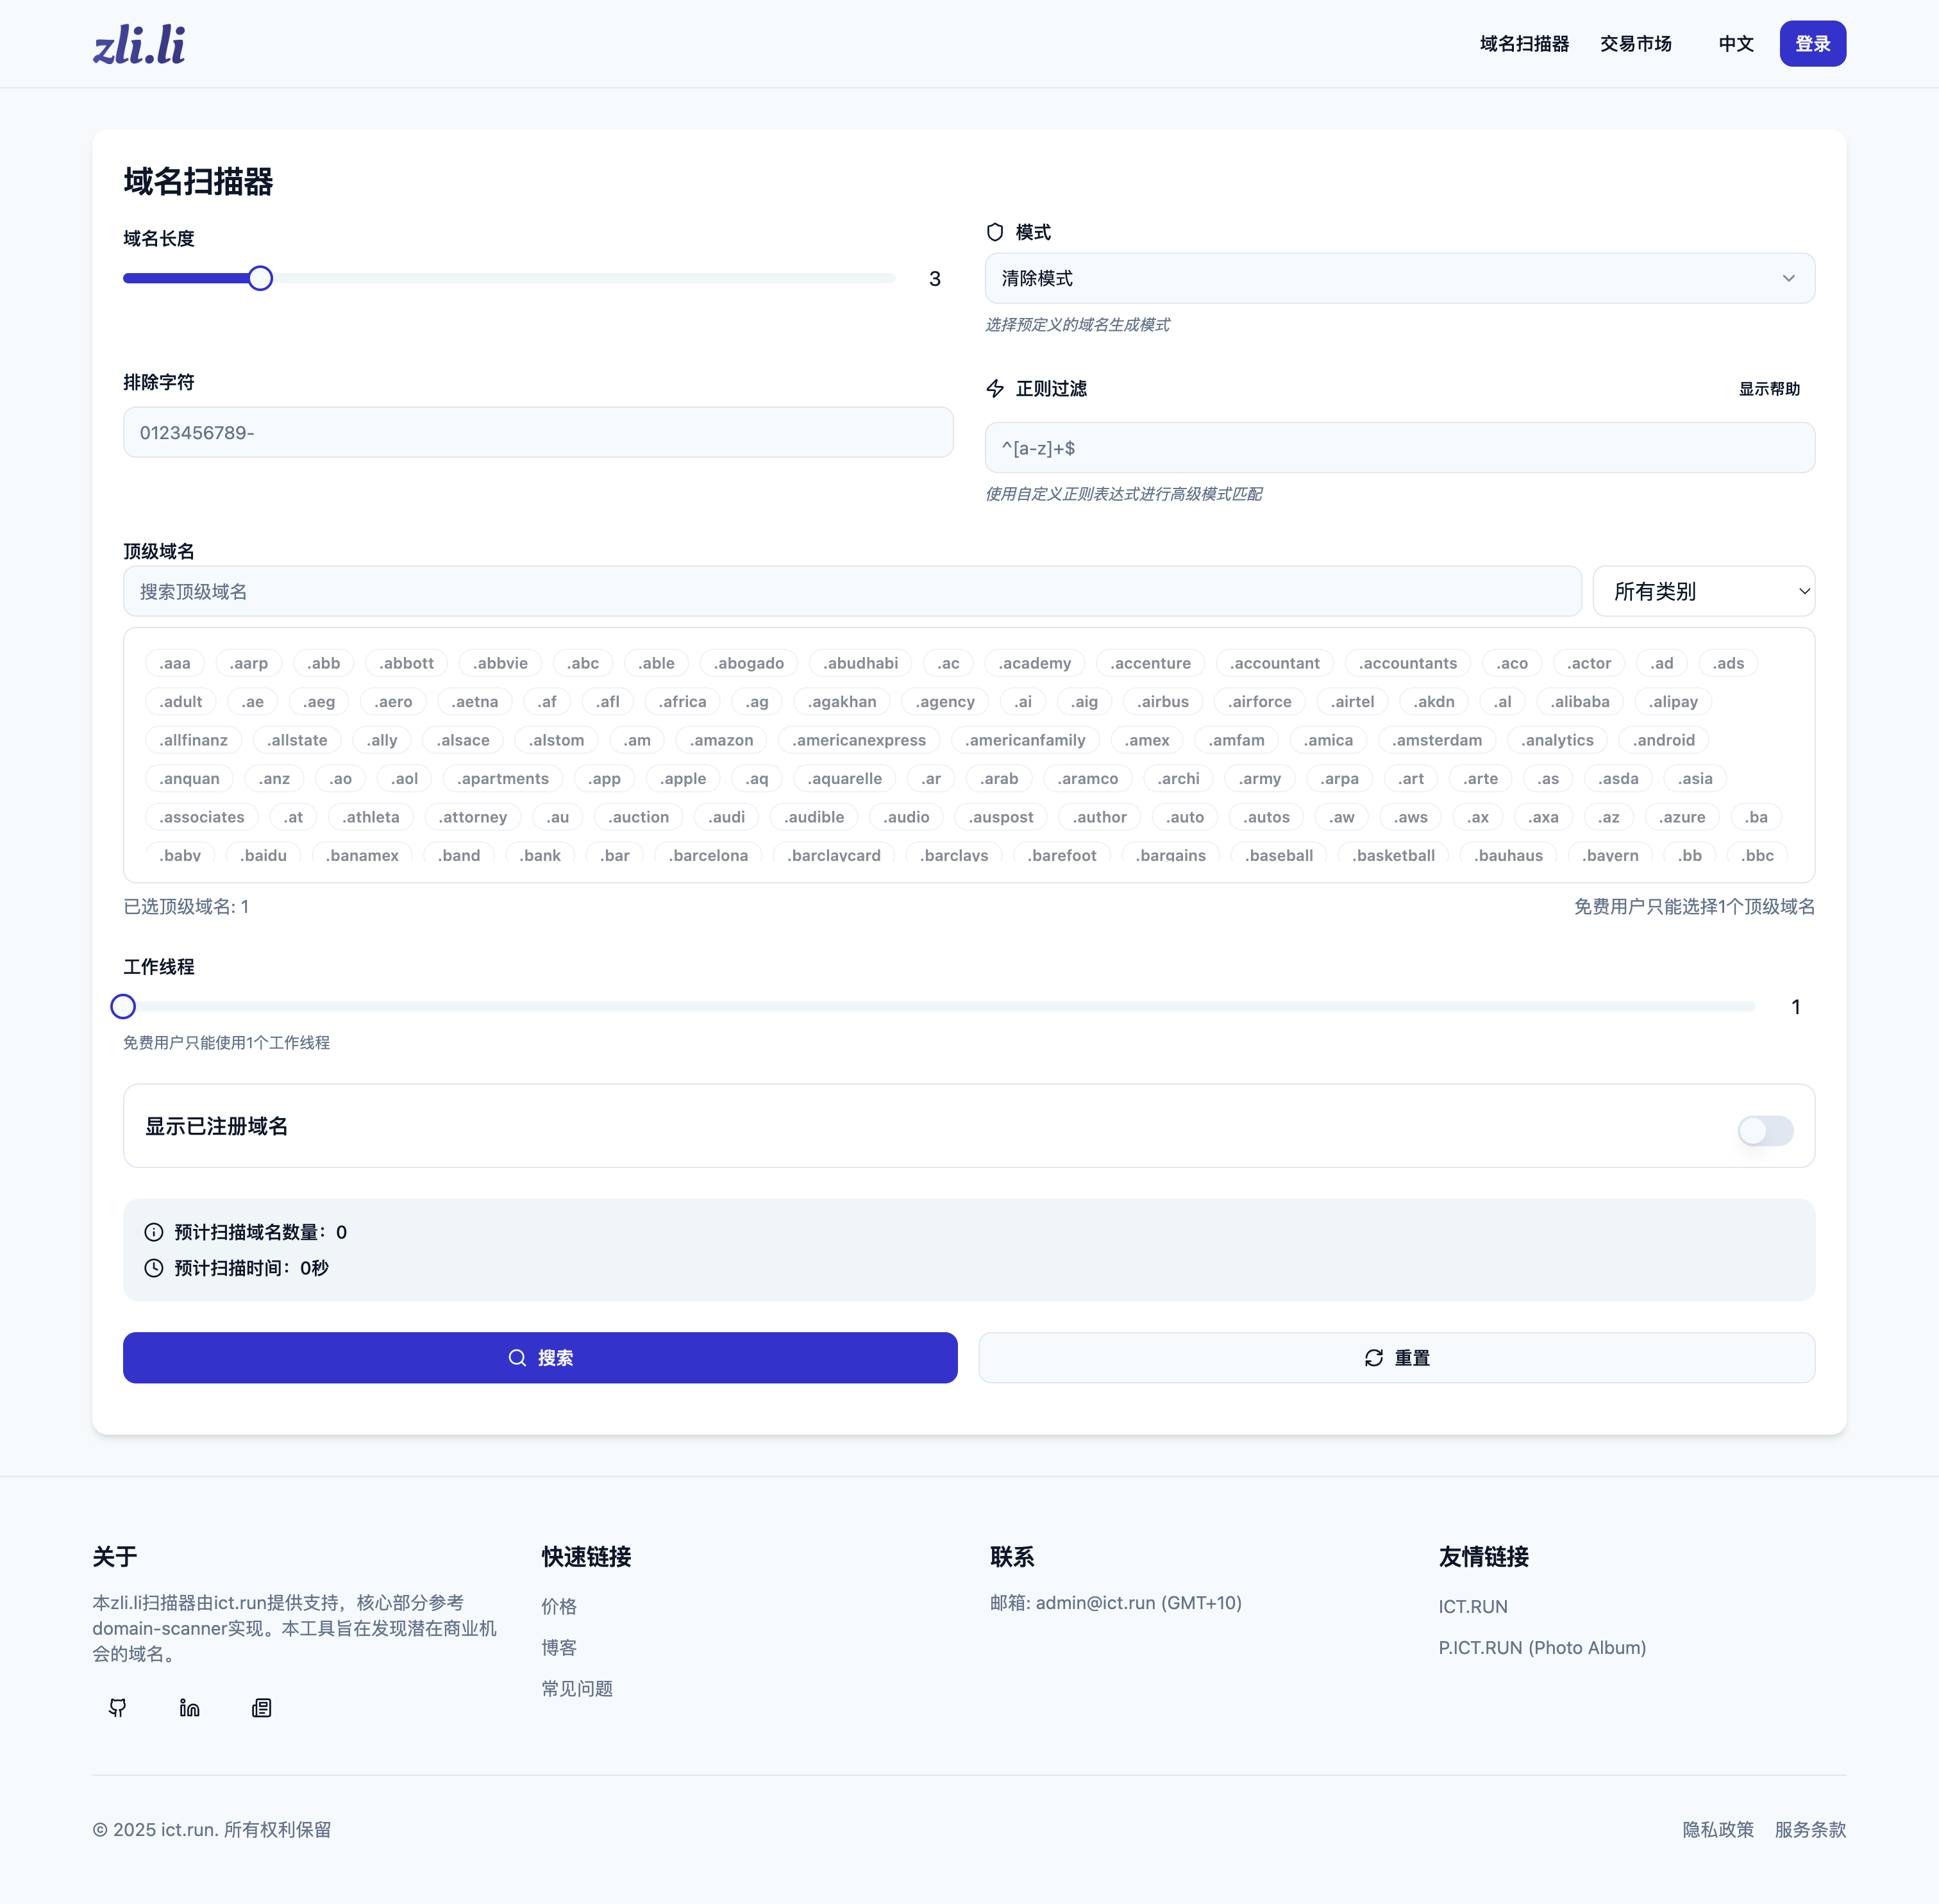 zli.li
域名扫描器 交易市场 中文 登录
域名扫描器
域名长度
3
模式
清除模式
选择预定义的域名生成模式
排除字符
0123456789-
正则过滤 显示帮助
^[a-z]+$
使用自定义正则表达式进行高级模式匹配
顶级域名
搜索顶级域名 所有类别
.aaa .aarp .abb .abbott .abbvie .abc .able .abogado .abudhabi .ac .academy .accenture .accountant .accountants .aco .actor .ad .ads
.adult .ae .aeg .aero .aetna .af .afl .africa .ag .agakhan .agency .ai .aig .airbus .airforce .airtel .akdn .al .alibaba .alipay
.allfinanz .allstate .ally .alsace .alstom .am .amazon .americanexpress .americanfamily .amex .amfam .amica .amsterdam .analytics .android
.anquan .anz .ao .aol .apartments .app .apple .aq .aquarelle .ar .arab .aramco .archi .army .arpa .art .arte .as .asda .asia
.associates .at .athleta .attorney .au .auction .audi .audible .audio .auspost .author .auto .autos .aw .aws .ax .axa .az .azure .ba
.baby .baidu .banamex .band .bank .bar .barcelona .barclaycard .barclays .barefoot .bargains .baseball .basketball .bauhaus .bayern .bb .bbc
已选顶级域名: 1 免费用户只能选择1个顶级域名
工作线程
1
免费用户只能使用1个工作线程
显示已注册域名
预计扫描域名数量：0
预计扫描时间：0秒
搜索 重置
关于
本zli.li扫描器由ict.run提供支持，核心部分参考
domain-scanner实现。本工具旨在发现潜在商业机
会的域名。
快速链接
价格
博客
常见问题
联系
邮箱: admin@ict.run (GMT+10)
友情链接
ICT.RUN
P.ICT.RUN (Photo Album)
© 2025 ict.run. 所有权利保留
隐私政策 服务条款